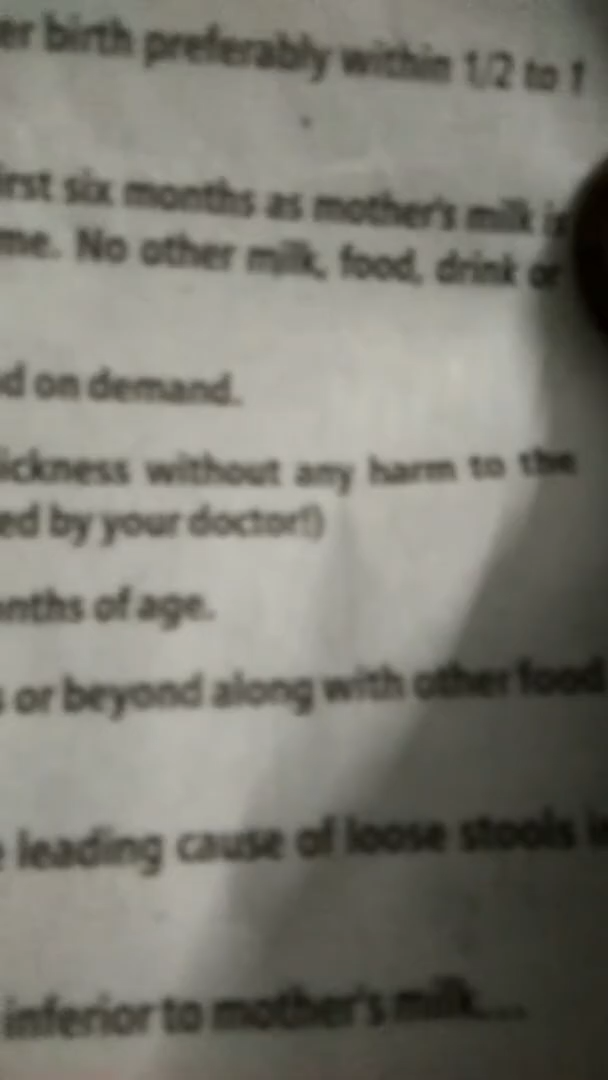 er birth preferably within 1/2 to 1
irst six months as mother's milk is
me. No other milk, food, drink or
d on demand.
ickness without any harm to the
ed by your doctor!)
nths of age.
s or beyond along with other food
e leading cause of loose stools in
inferior to mother's milk....